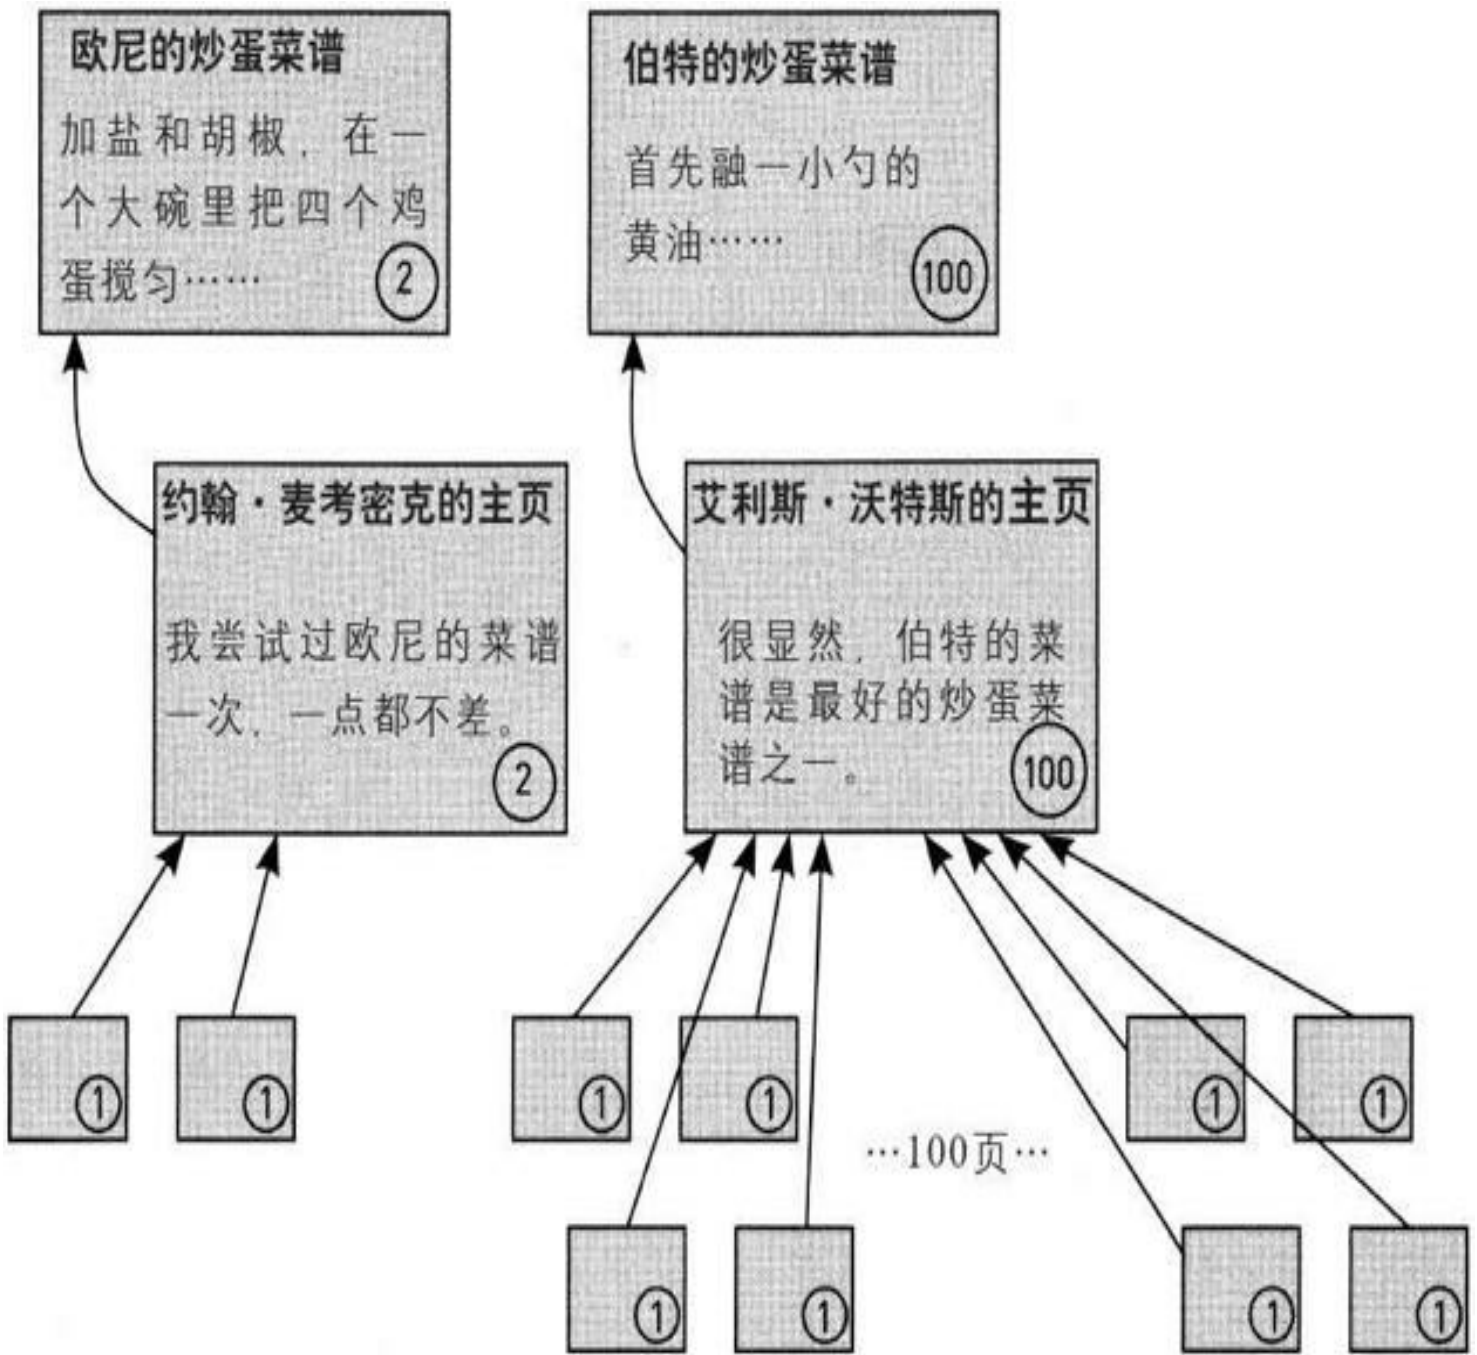 欧尼的炒蛋菜谱
加盐和胡椒，在一
个大碗里把四个鸡
蛋搅匀……
2
伯特的炒蛋菜谱
首先融一小勺的
黄油……
100
约翰·麦考密克的主页
我尝试过欧尼的菜谱
一次，一点都不差。
2
艾利斯·沃特斯的主页
很显然，伯特的菜
谱是最好的炒蛋菜
谱之一。
100
1
1
1
1
1
1
…100页…
1
1
1
1